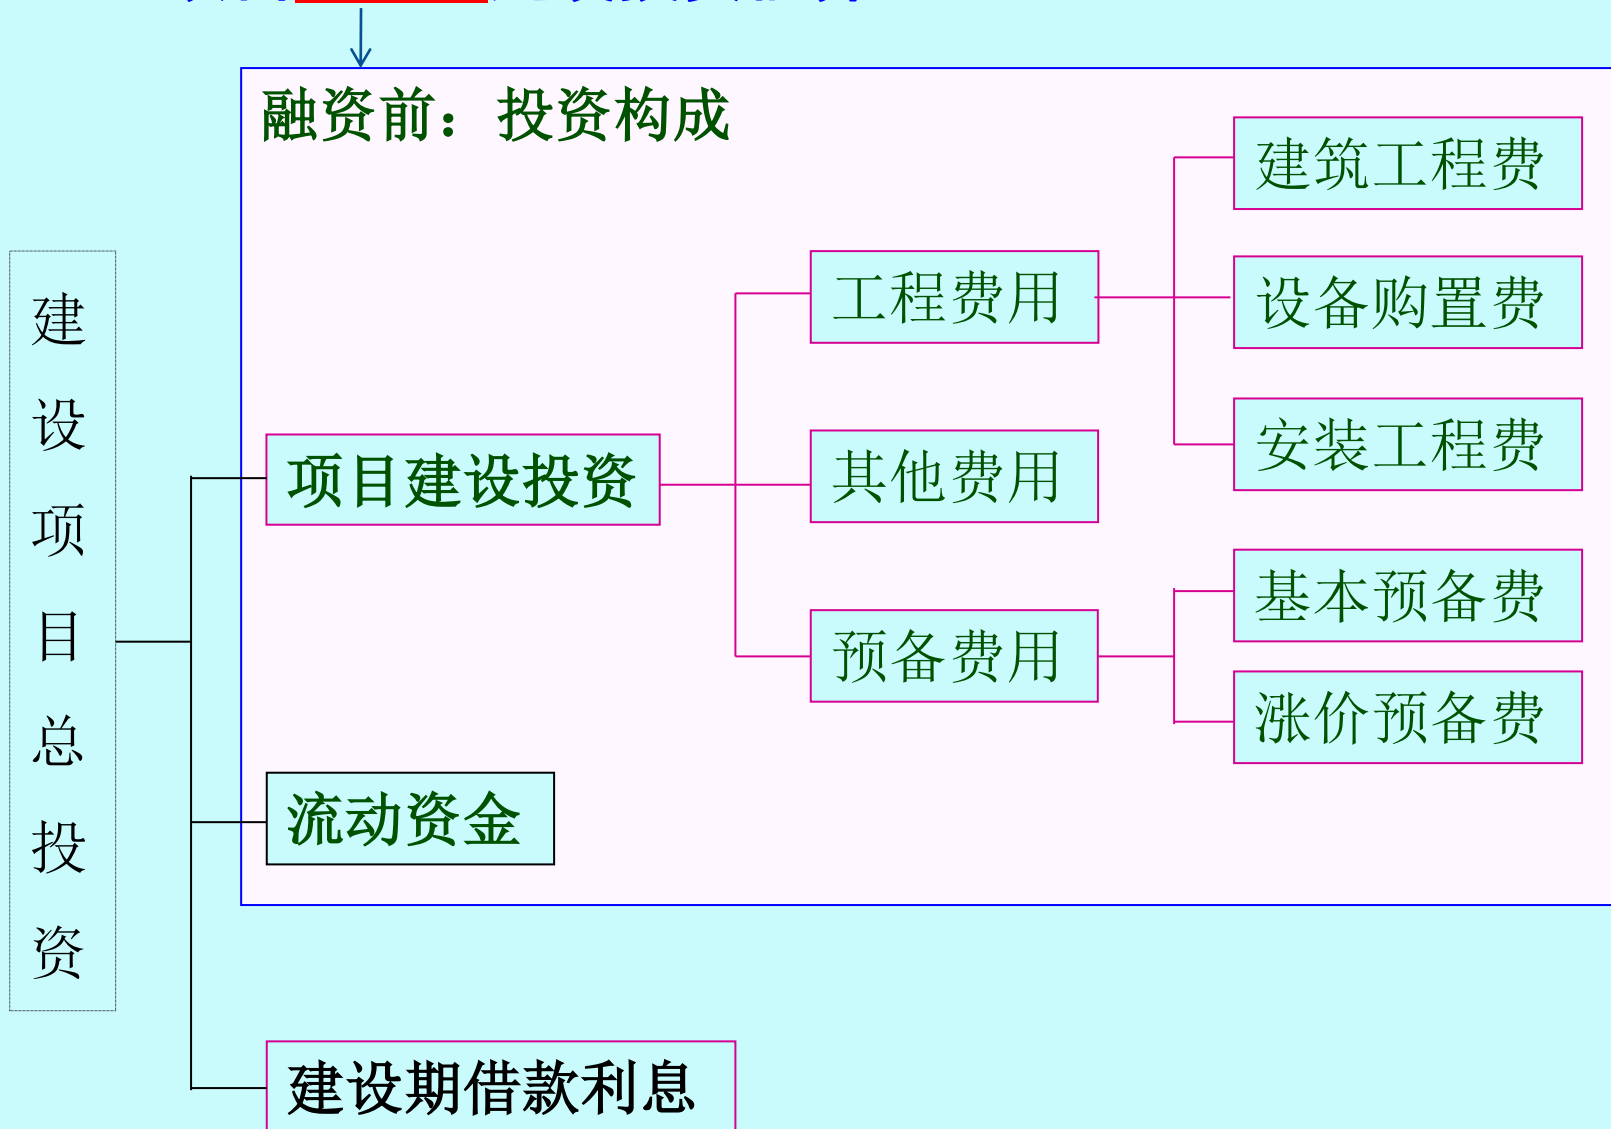 融资前：投资构成
建设项目总投资
项目建设投资
流动资金
建设期借款利息
工程费用
其他费用
预备费用
建筑工程费
设备购置费
安装工程费
基本预备费
涨价预备费